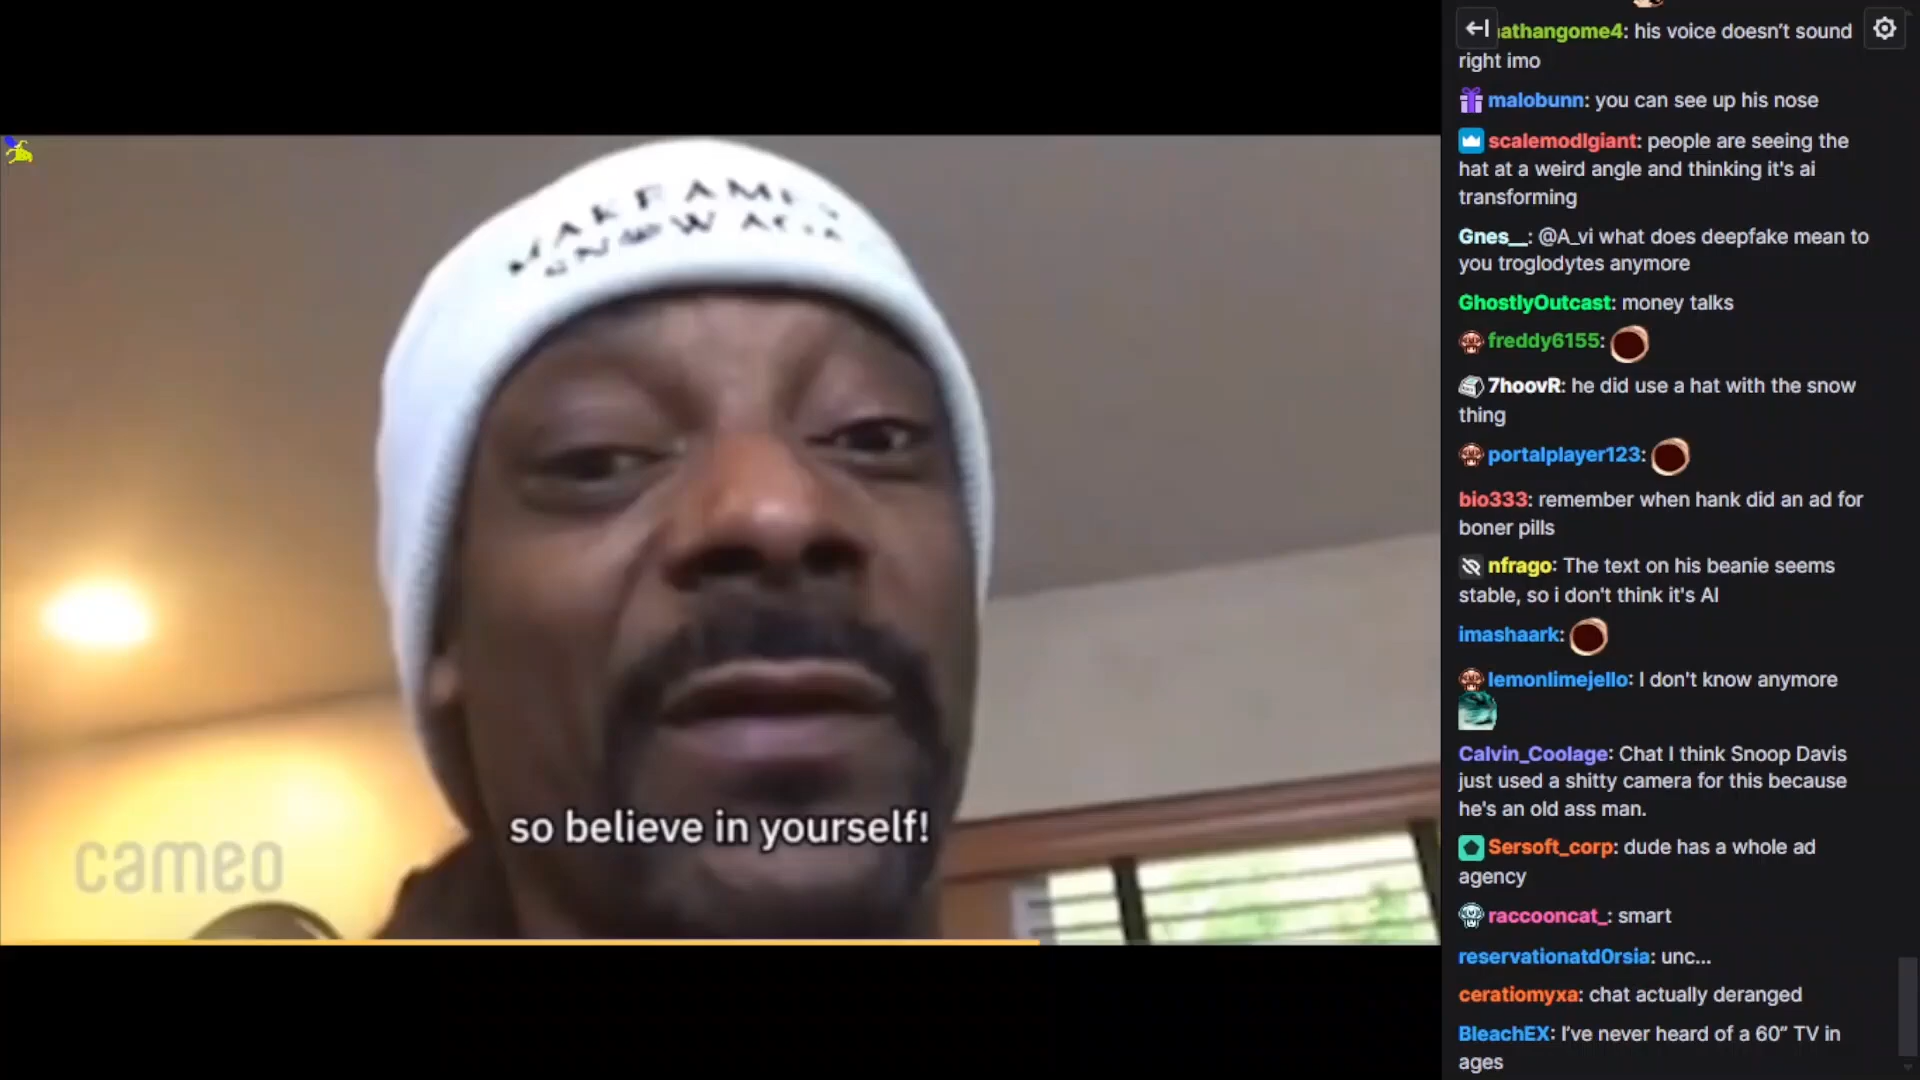 MAKE AME
SNOW AGA
so believe in yourself!
cameo
athangome4: his voice doesn’t sound
right imo
malobunn: you can see up his nose
scalemodlgiant: people are seeing the
hat at a weird angle and thinking it's ai
transforming
Gnes__: @A_vi what does deepfake mean to
you troglodytes anymore
GhostlyOutcast: money talks
freddy6155:
7hoovR: he did use a hat with the snow
thing
portalplayer123:
bio333: remember when hank did an ad for
boner pills
nfrago: The text on his beanie seems
stable, so i don't think it's AI
imashaark:
lemonlimejello: I don't know anymore
Calvin_Coolage: Chat I think Snoop Davis
just used a shitty camera for this because
he's an old ass man.
Sersoft_corp: dude has a whole ad
agency
raccooncat_: smart
reservationatd0rsia: unc...
ceratiomyxa: chat actually deranged
BleachEX: I’ve never heard of a 60” TV in
ages